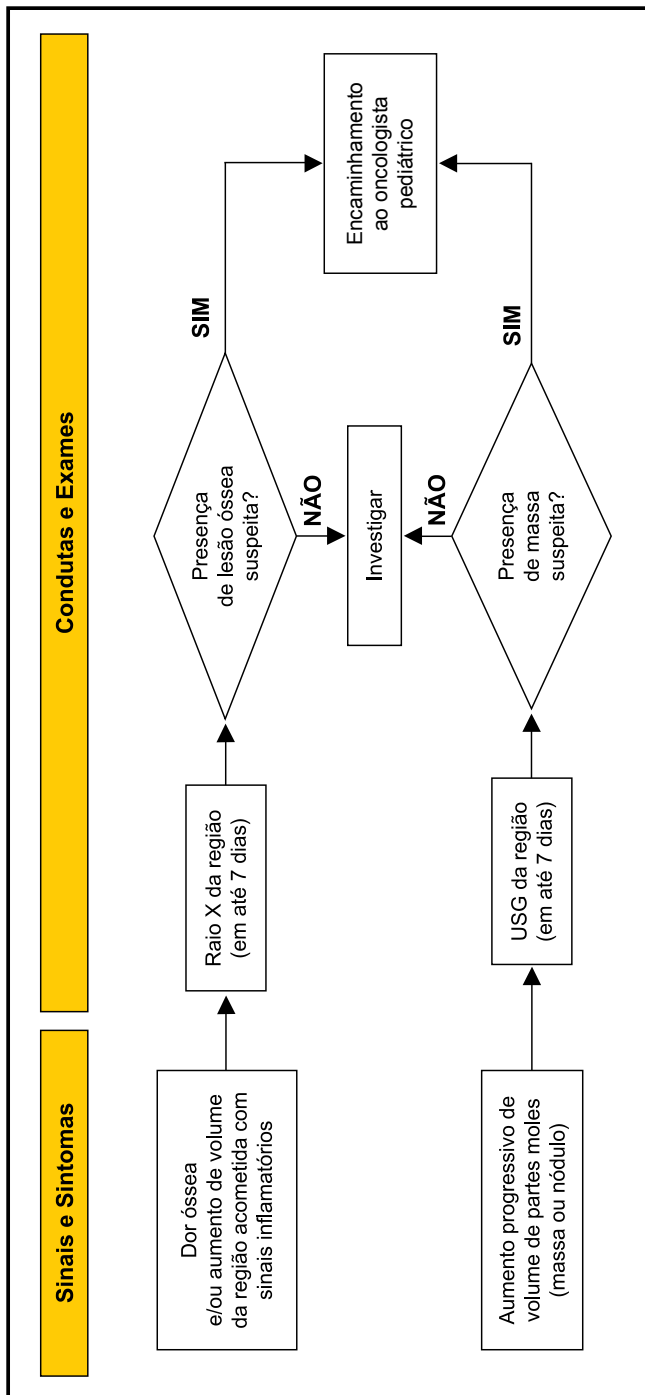 Sinais e Sintomas
Condutas e Exames
Dor óssea
e/ou aumento de volume
da região acometida com
sinais inflamatórios
Raio X da região
(em até 7 dias)
Presença
de lesão óssea
suspeita?
SIM
NÃO
Investigar
Encaminhamento
ao oncologista
pediátrico
Aumento progressivo de
volume de partes moles
(massa ou nódulo)
USG da região
(em até 7 dias)
Presença
de massa
suspeita?
NÃO
SIM